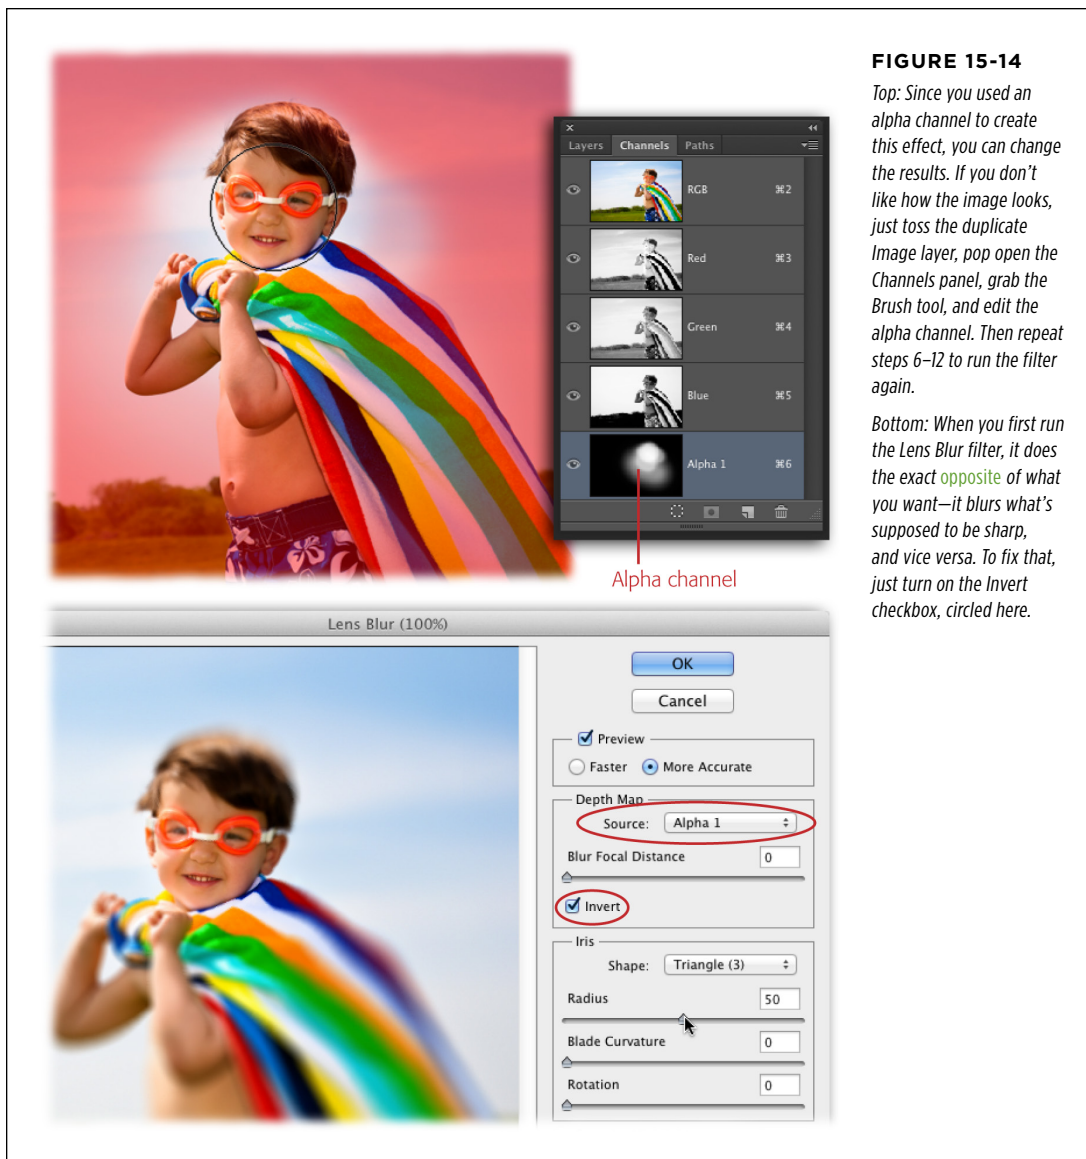 FIGURE 15-14
Top: Since you used an
alpha channel to create
this effect, you can change
the results. If you don’t
like how the image looks,
just toss the duplicate
Image layer, pop open the
Channels panel, grab the
Brush tool, and edit the
alpha channel. Then repeat
steps 6–12 to run the filter
again.
Bottom: When you first run
the Lens Blur filter, it does
the exact opposite of what
you want—it blurs what’s
supposed to be sharp,
and vice versa. To fix that,
just turn on the Invert
checkbox, circled here.
Layers Channels Paths
RGB ⌘2
Red ⌘3
Green ⌘4
Blue ⌘5
Alpha 1 ⌘6
Alpha channel
Lens Blur (100%)
OK
Cancel
Preview
Faster More Accurate
Depth Map
Source: Alpha 1
Blur Focal Distance 0
Invert
Iris
Shape: Triangle (3)
Radius 50
Blade Curvature 0
Rotation 0